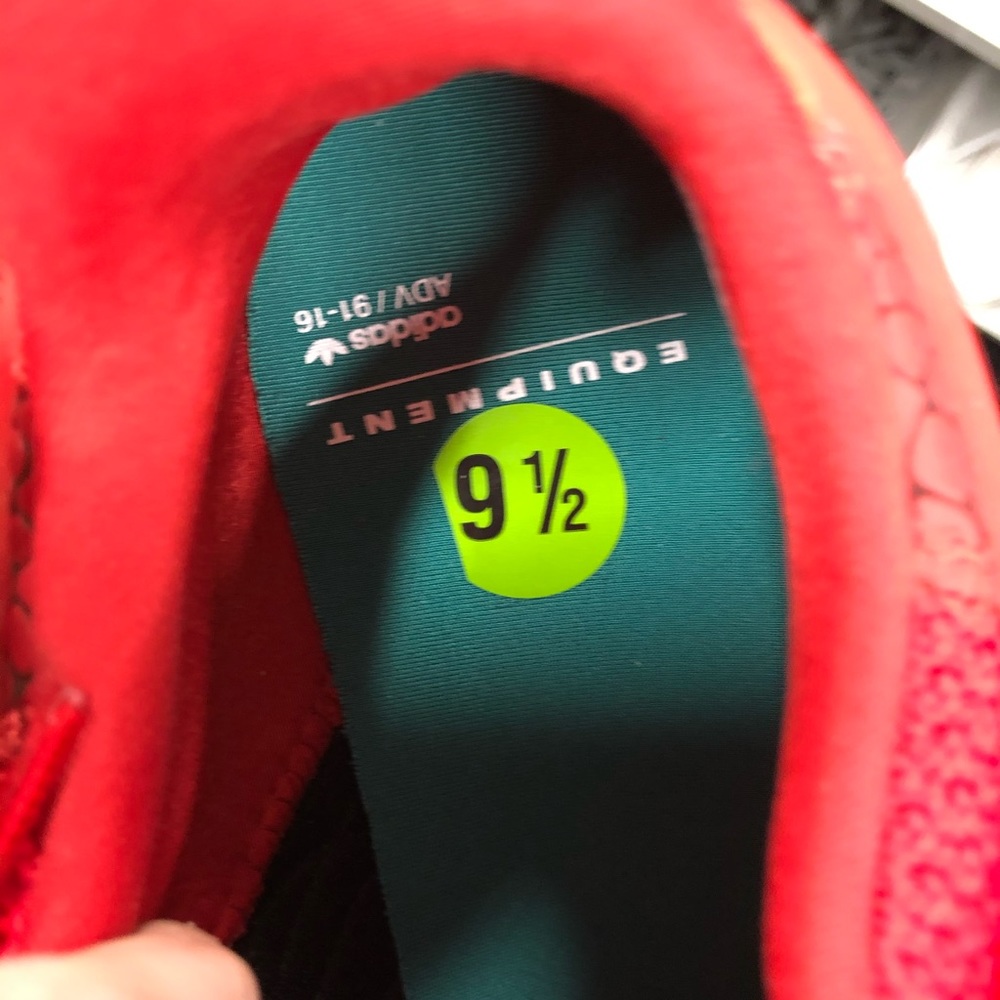 EQUIPMENT
adidas
ADV / 91-16
9 ½